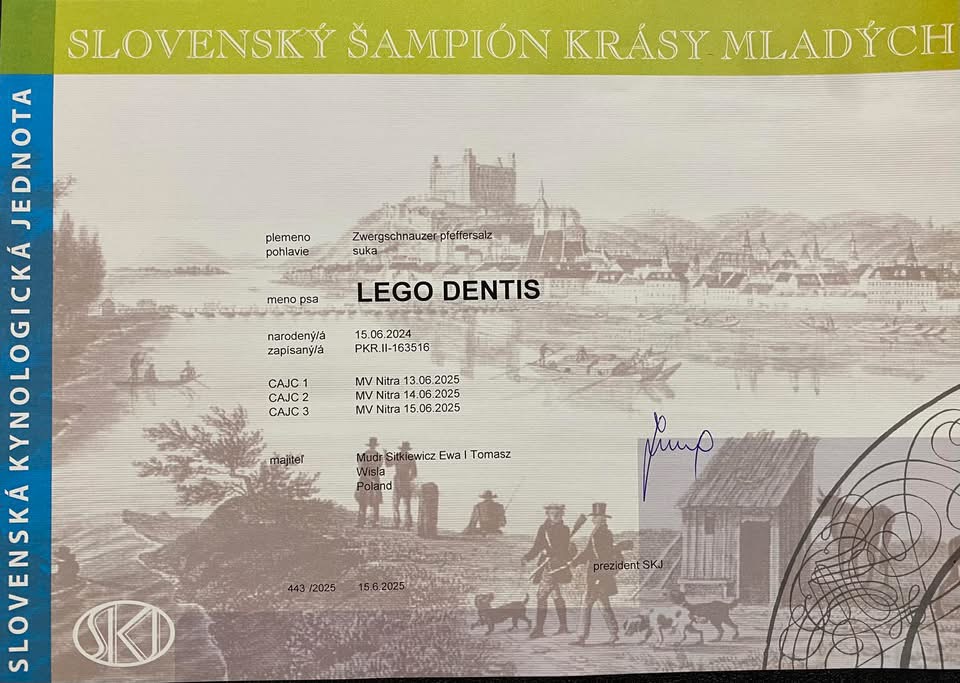 SLOVENSKÝ ŠAMPIÓN KRÁSY MLADÝCH
SLOVENSKÁ KYNOLOGICKÁ JEDNOTA
plemeno Zwergschnauzer pfeffersalz
pohlavie suka
meno psa LEGO DENTIS
narodený/á 15.06.2024
zapísaný/á PKR.II-163516
CAJC 1 MV Nitra 13.06.2025
CAJC 2 MV Nitra 14.06.2025
CAJC 3 MV Nitra 15.06.2025
majiteľ Mudr Sitkiewicz Ewa I Tomasz
Wisla
Poland
prezident SKJ
443 /2025 15.6.2025
SKJ